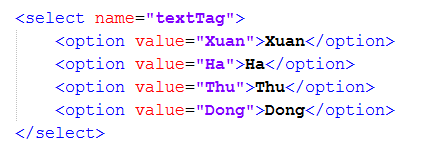 <select name="textTag">
    <option value="Xuan">Xuan</option>
    <option value="Ha">Ha</option>
    <option value="Thu">Thu</option>
    <option value="Dong">Dong</option>
</select>